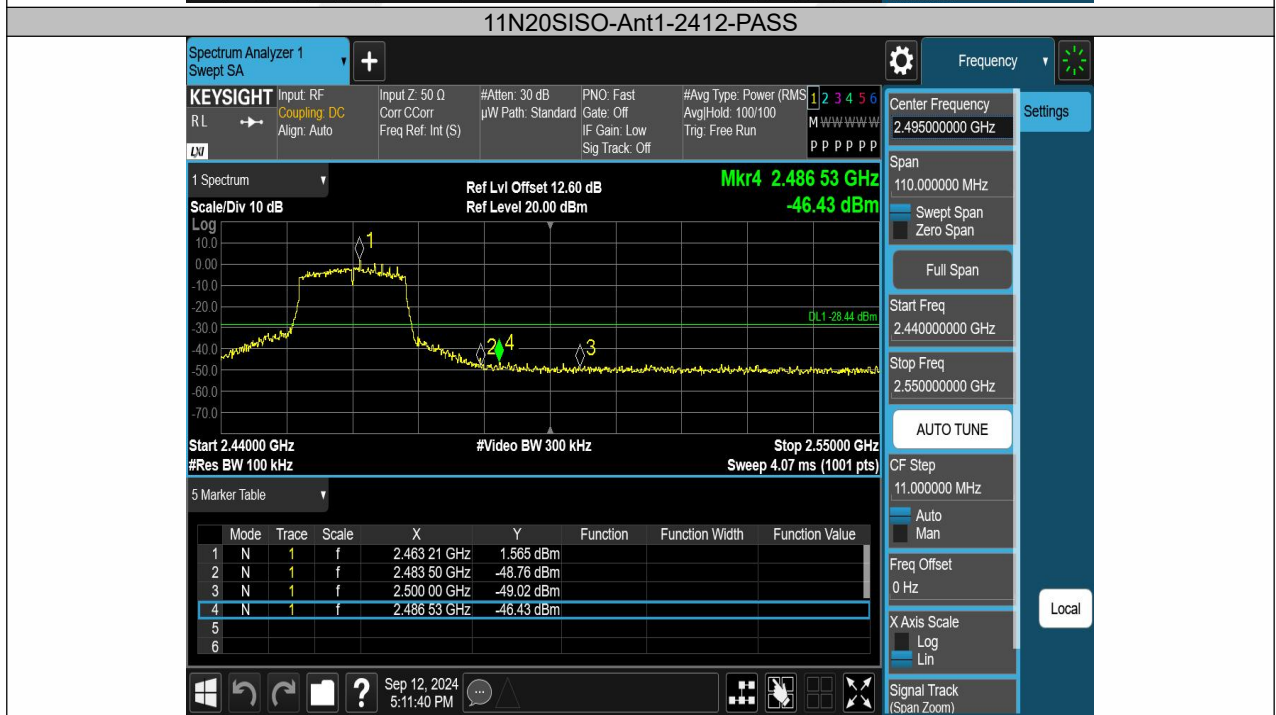 11N20SISO-Ant1-2412-PASS
Spectrum Analyzer 1
Swept SA
+
Frequency
KEYSIGHT
RL
LXI
Input: RF
Coupling: DC
Align: Auto
Input Z: 50 Ω
Corr CCorr
Freq Ref: Int (S)
#Atten: 30 dB
µW Path: Standard
PNO: Fast
Gate: Off
IF Gain: Low
Sig Track: Off
#Avg Type: Power (RMS
Avg|Hold: 100/100
Trig: Free Run
1 2 3 4 5 6
M W W W W W
P P P P P P
Center Frequency
2.495000000 GHz
Settings
1 Spectrum
Ref Lvl Offset 12.60 dB
Mkr4 2.486 53 GHz
Scale/Div 10 dB
Ref Level 20.00 dBm
-46.43 dBm
Log
10.0
0.00
-10.0
-20.0
-30.0
-40.0
-50.0
-60.0
-70.0
1
2
4
3
DL1 -28.44 dBm
Start 2.44000 GHz
#Video BW 300 kHz
Stop 2.55000 GHz
#Res BW 100 kHz
Sweep 4.07 ms (1001 pts)
Span
110.000000 MHz
Swept Span
Zero Span
Full Span
Start Freq
2.440000000 GHz
Stop Freq
2.550000000 GHz
AUTO TUNE
CF Step
11.000000 MHz
Auto
Man
Freq Offset
0 Hz
X Axis Scale
Log
Lin
Signal Track
(Span Zoom)
Local
5 Marker Table
Mode Trace Scale X Y Function Function Width Function Value
1 N 1 f 2.463 21 GHz 1.565 dBm
2 N 1 f 2.483 50 GHz -48.76 dBm
3 N 1 f 2.500 00 GHz -49.02 dBm
4 N 1 f 2.486 53 GHz -46.43 dBm
5
6
?
Sep 12, 2024
5:11:40 PM